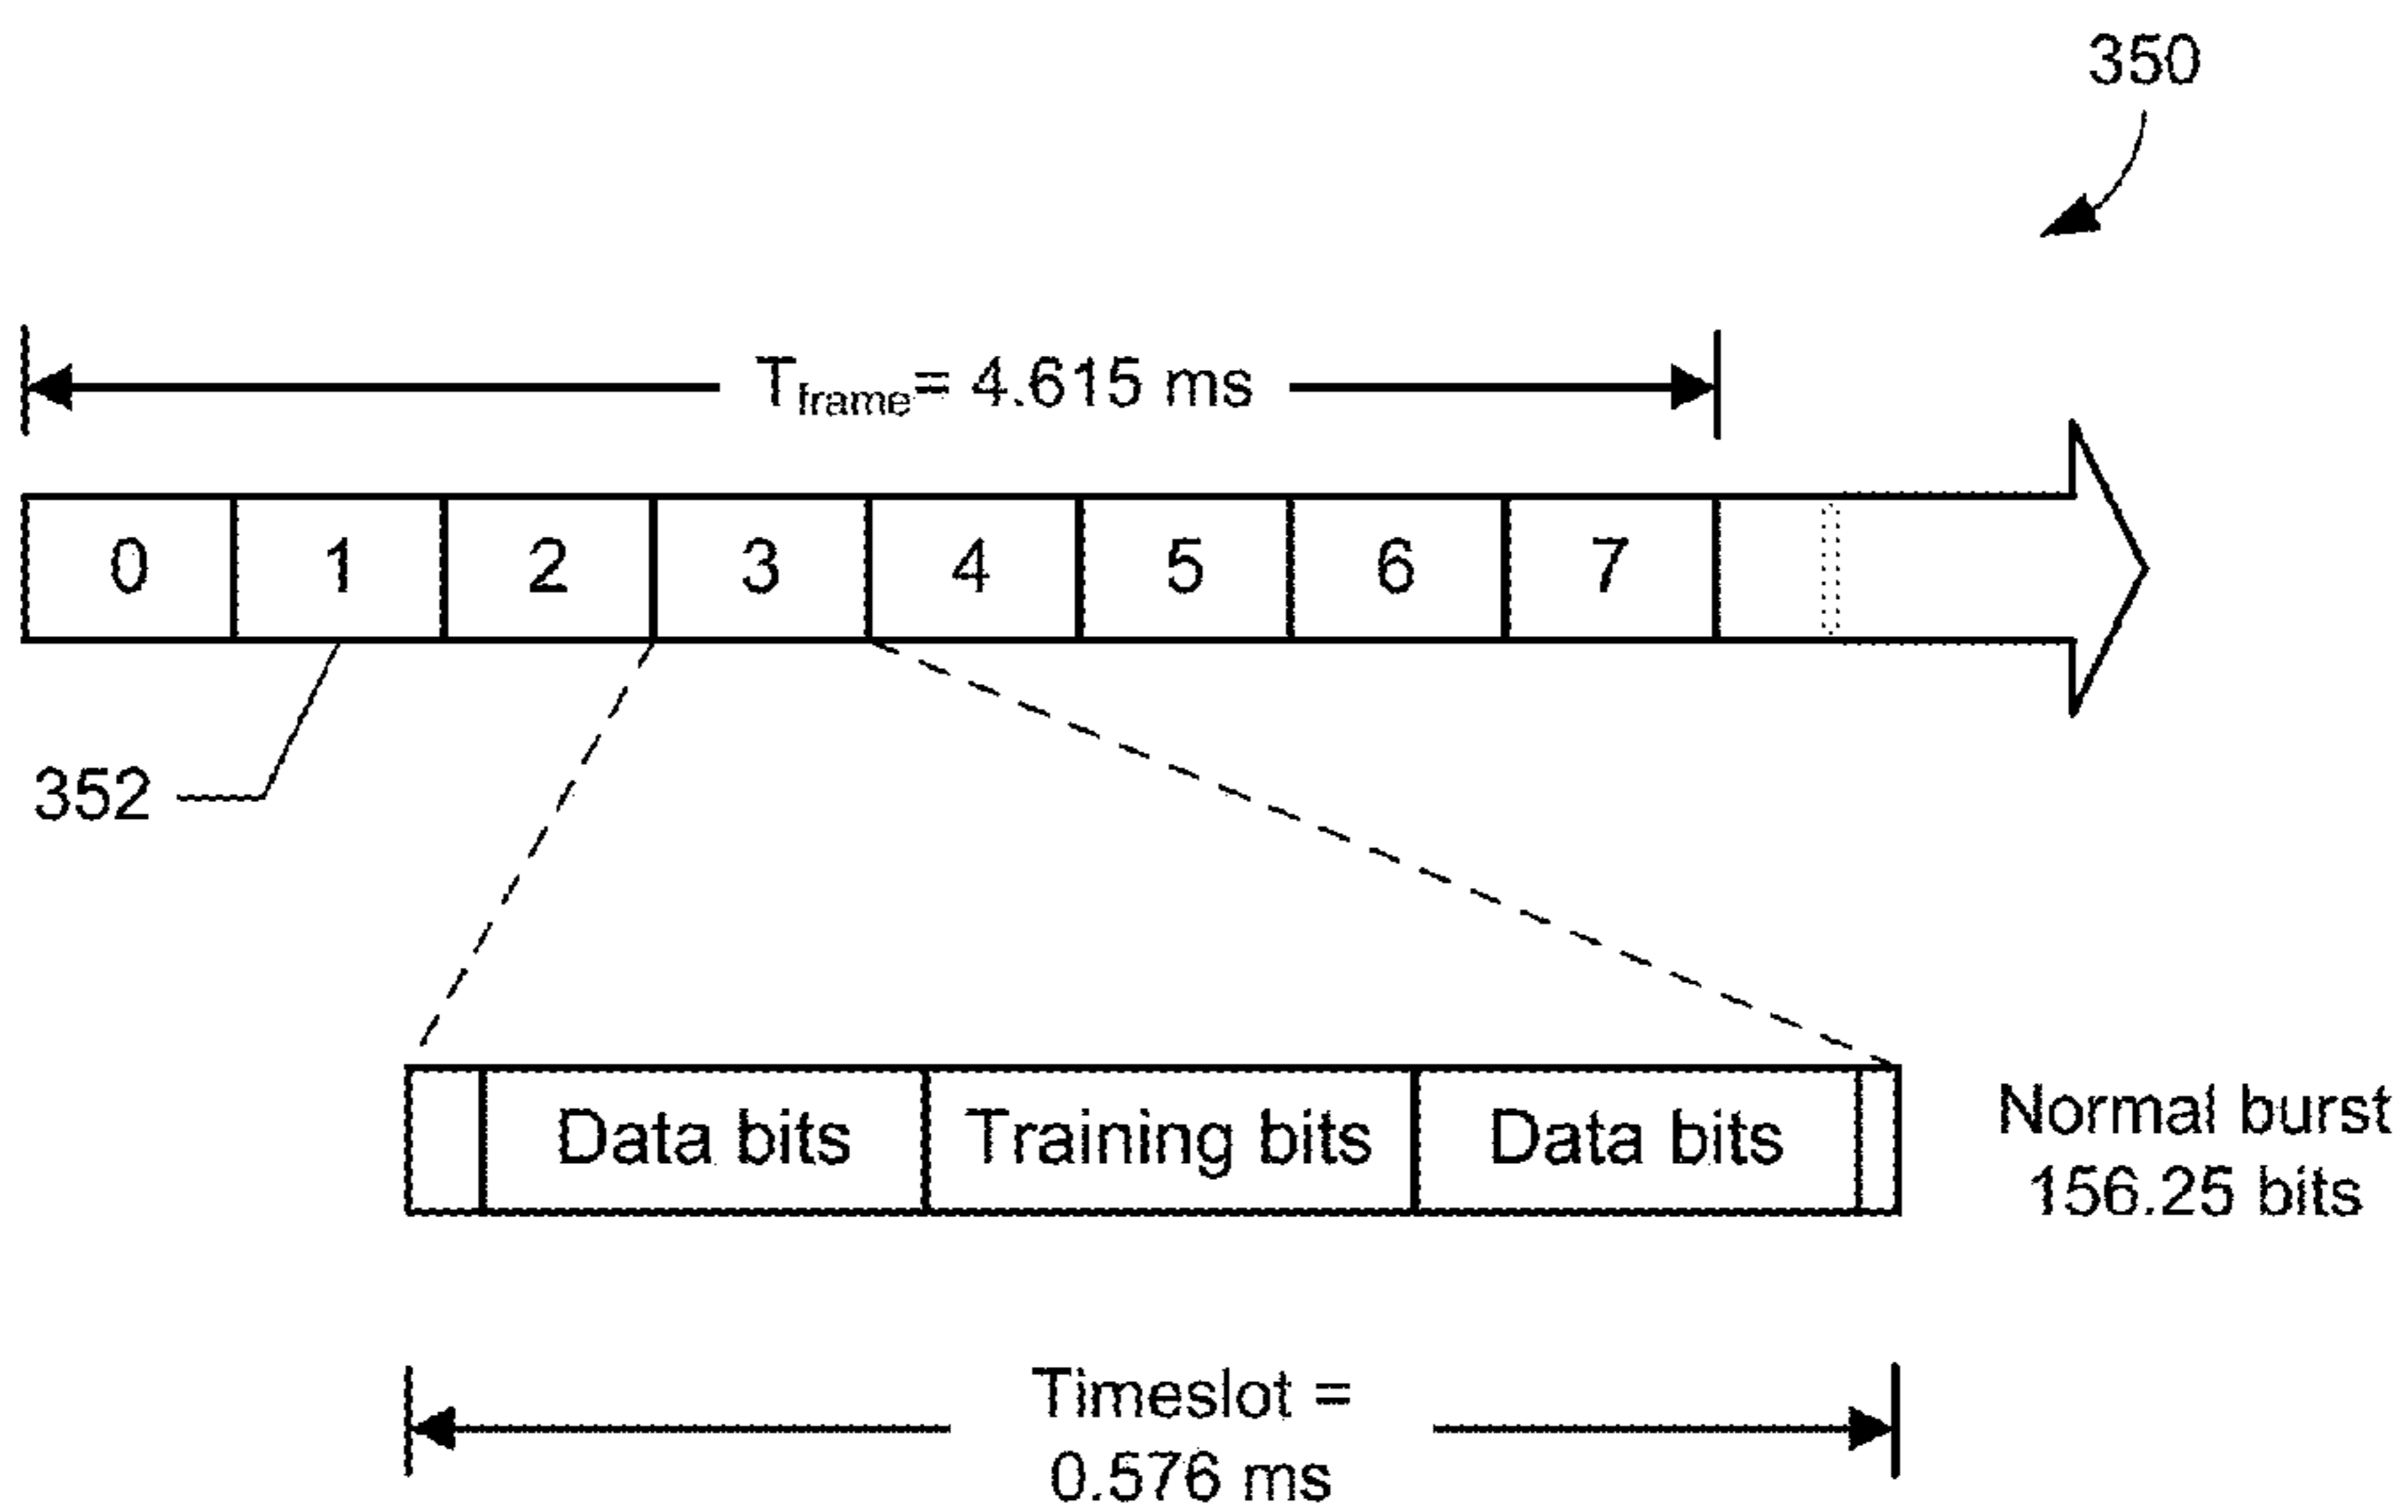 350
Tframe= 4.615 ms
0 1 2 3 4 5 6 7
352
Data bits Training bits Data bits
Normal burst
156.25 bits
Timeslot =
0.576 ms